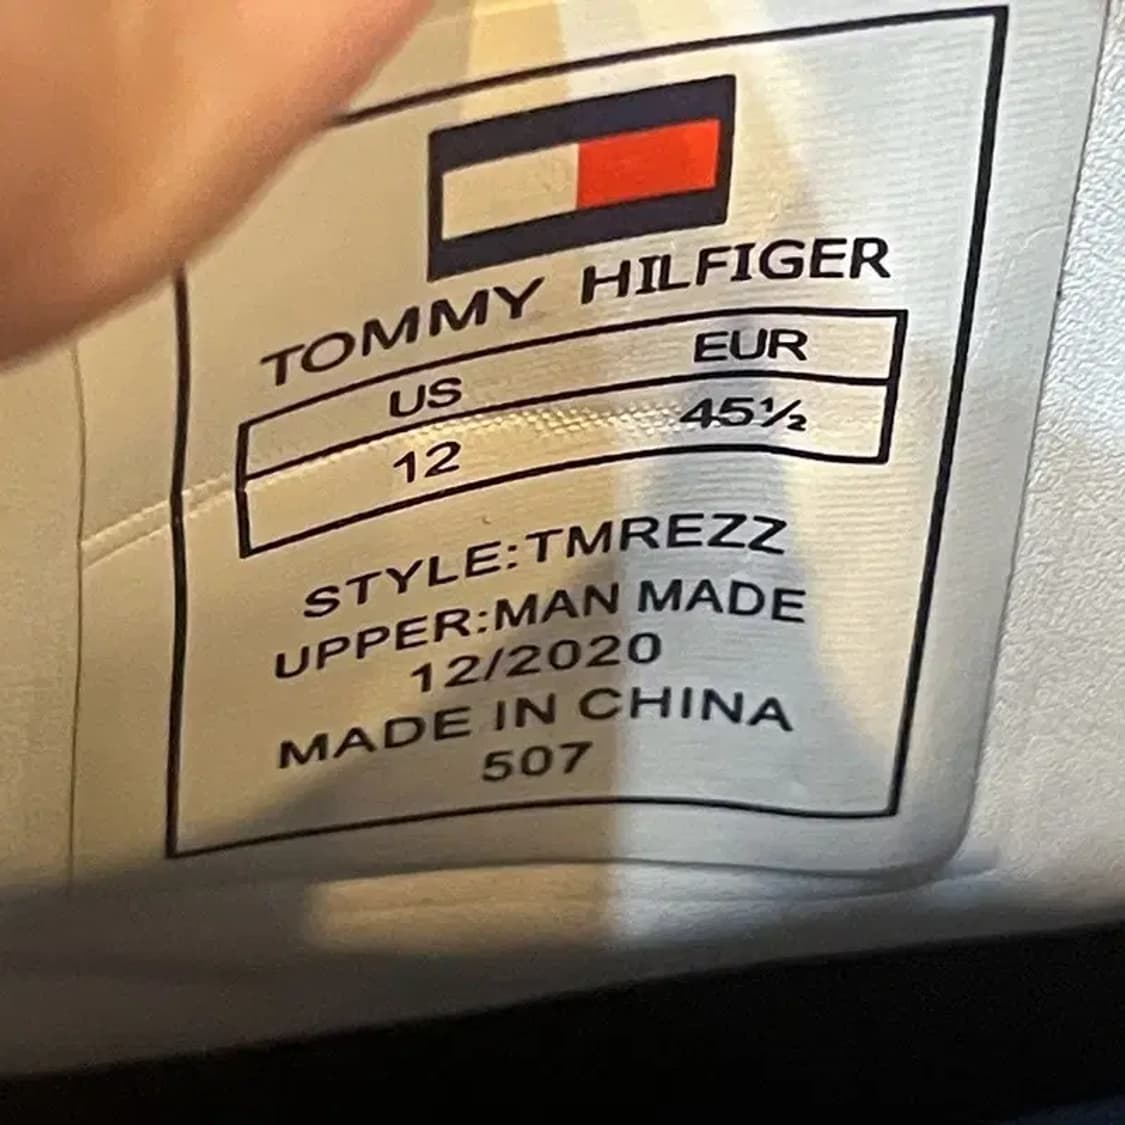 TOMMY HILFIGER
US EUR
12 45½
STYLE:TMREZZ
UPPER:MAN MADE
12/2020
MADE IN CHINA
507